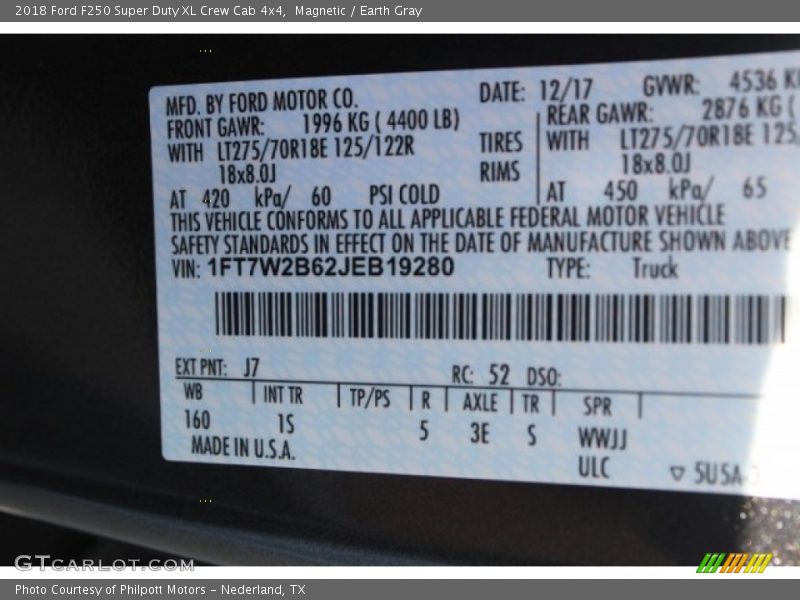 2018 Ford F250 Super Duty XL Crew Cab 4x4,  Magnetic / Earth Gray
MFD. BY FORD MOTOR CO. DATE: 12/17 GVWR: 4536
FRONT GAWR: 1996 KG ( 4400 LB) REAR GAWR: 2876 KG (
WITH LT275/70R18E 125/122R TIRES WITH LT275/70R18E 125
18x8.0J RIMS 18x8.0J
AT 420 kPa/ 60 PSI COLD AT 450 kPa/ 65
THIS VEHICLE CONFORMS TO ALL APPLICABLE FEDERAL MOTOR VEHICLE
SAFETY STANDARDS IN EFFECT ON THE DATE OF MANUFACTURE SHOWN ABOVE
VIN: 1FT7W2B62JEB19280 TYPE: Truck
EXT PNT: J7 RC: 52 DSO:
WB INT TR TP/PS R AXLE TR SPR
160 1S 5 3E S WWJJ
MADE IN U.S.A. ULC ▽ 5U5A
GTCARLOT.COM
Photo Courtesy of Philpott Motors - Nederland, TX